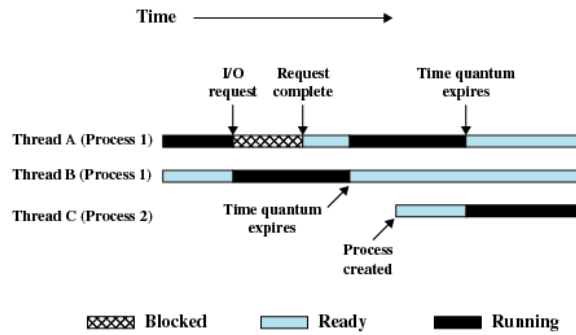 Time
I/O
request
Request
complete
Time quantum
expires
Thread A (Process 1)
Thread B (Process 1)
Thread C (Process 2)
Time quantum
expires
Process
created
Blocked
Ready
Running